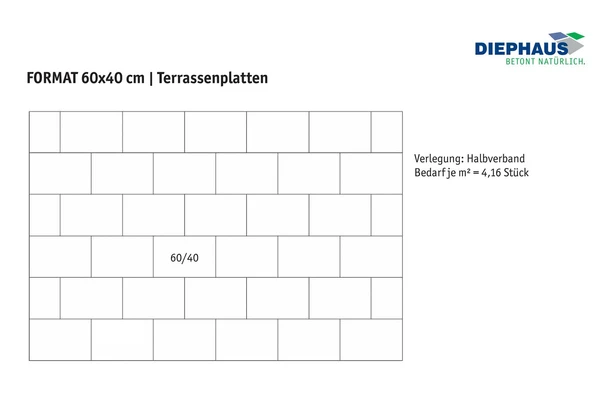 DIEPHAUS
BETONT NATÜRLICH.
FORMAT 60x40 cm | Terrassenplatten
Verlegung: Halbverband
Bedarf je m² = 4,16 Stück
60/40